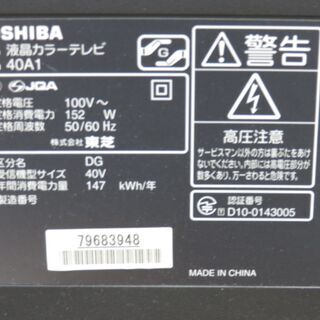 SHIBA
液晶カラーテレビ
40A1
G
JQA
格電圧 100V～
格消費電力 152 W
格周波数 50/60 Hz
株式会社 東芝
区分名 DG
受信機型サイズ 40V
年間消費電力量 147 kWh/年
製造番号
79683948
警告
高圧注意
サービスマン以外の方は裏ぶたをあけ
ないでください。内部には高電圧部分が
数多くあり、万一さわると危険です。
認証番号
D10-0143005
MADE IN CHINA